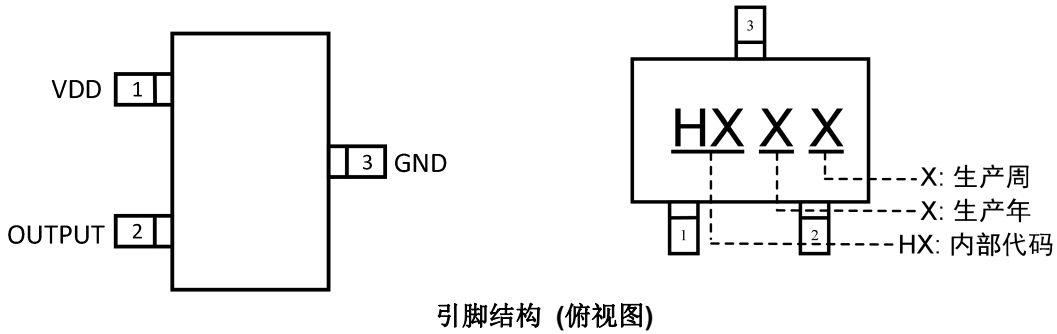 VDD 1
3 GND
OUTPUT 2
3
HX X X
X: 生产周
X: 生产年
1 2
HX: 内部代码
引脚结构 (俯视图)